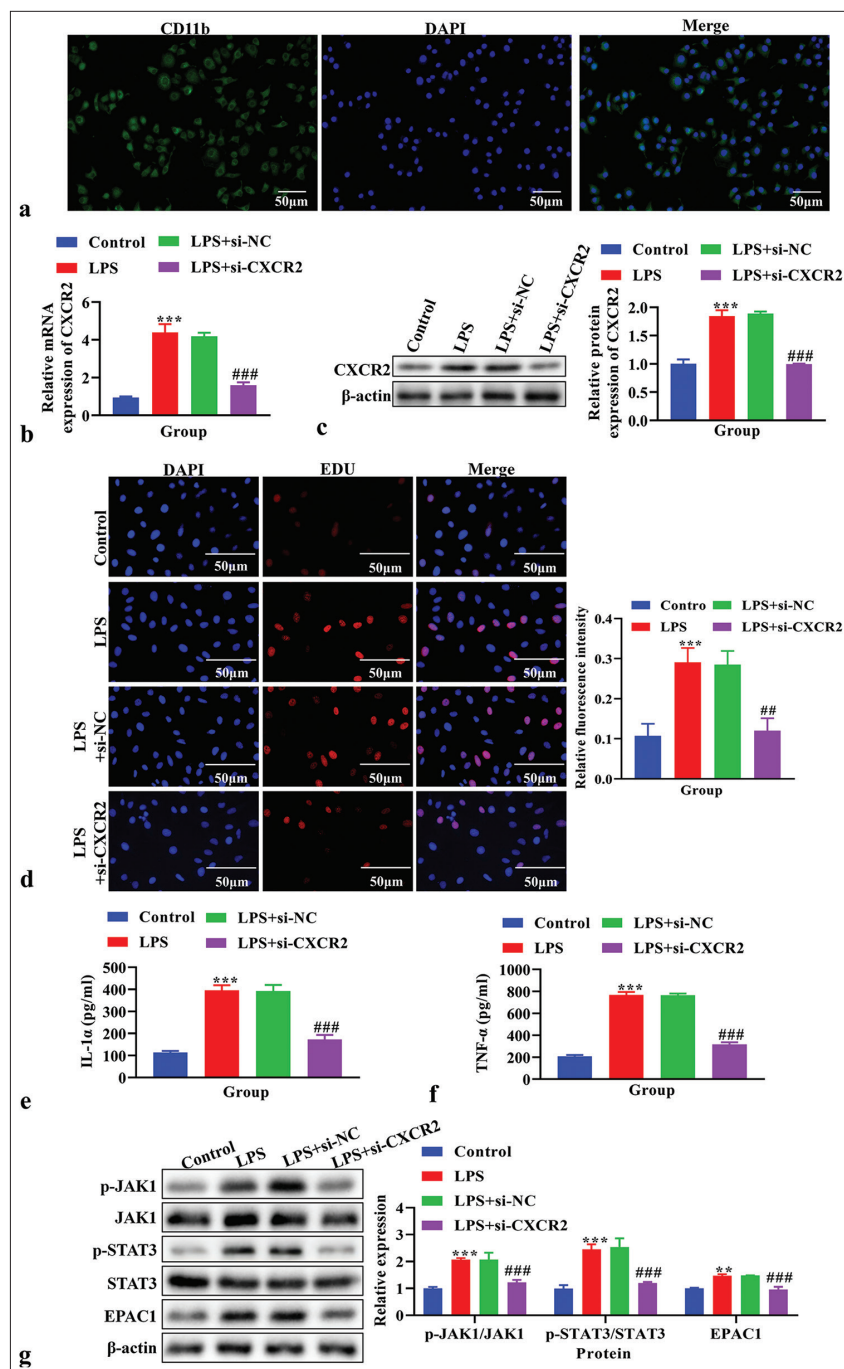 CD11b DAPI Merge
50μm 50μm 50μm
a
Control LPS+si-NC
LPS LPS+si-CXCR2
Relative mRNA
expression of CXCR2
6
4
2
0
***
###
Group
b
Control LPS LPS+si-NC LPS+si-CXCR2
CXCR2
β-actin
c
Control LPS+si-NC
LPS LPS+si-CXCR2
Relative protein
expression of CXCR2
2.0
1.5
1.0
0.5
0.0
***
###
Group
DAPI EDU Merge
Control
50μm 50μm 50μm
LPS
50μm 50μm 50μm
LPS
+si-NC
50μm 50μm 50μm
LPS
+si-CXCR2
50μm 50μm 50μm
d
Contro LPS+si-NC
LPS LPS+si-CXCR2
Relative fluorescence intensity
0.4
0.3
0.2
0.1
0.0
***
##
Group
Control LPS+si-NC
LPS LPS+si-CXCR2
IL-1α (pg/ml)
500
400
300
200
100
0
***
###
Group
e
Control LPS+si-NC
LPS LPS+si-CXCR2
TNF-α (pg/ml)
1000
800
600
400
200
0
***
###
Group
f
Control LPS LPS+si-NC LPS+si-CXCR2
p-JAK1
JAK1
p-STAT3
STAT3
EPAC1
β-actin
g
Control
LPS
LPS+si-NC
LPS+si-CXCR2
Relative expression
4
3
2
1
0
*** ### *** ### ** ###
p-JAK1/JAK1 p-STAT3/STAT3 EPAC1
Protein